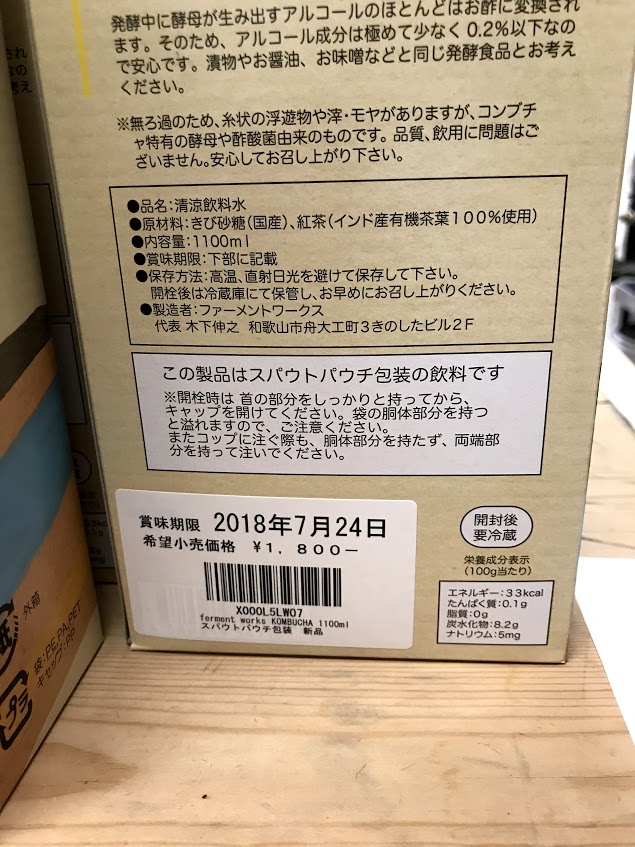 発酵中に酵母が生み出すアルコールのほとんどはお酢に変換され
ます。そのため、アルコール成分は極めて少なく0.2%以下なの
で安心です。漬物やお醤油、お味噌などと同じ発酵食品とお考え
ください。
※無ろ過のため、糸状の浮遊物や滓・モヤがありますが、コンブチ
ャ特有の酵母や酢酸菌由来のものです。品質、飲用に問題はご
ざいません。安心してお召し上がり下さい。
●品名：清涼飲料水
●原材料：きび砂糖（国産）、紅茶（インド産有機茶葉100%使用）
●内容量：1100ml
●賞味期限：下部に記載
●保存方法：高温、直射日光を避けて保存して下さい。
開栓後は冷蔵庫にて保管し、お早めにお召し上がりください。
●製造者：ファーメントワークス
代表 木下伸之 和歌山市舟大工町3きのしたビル2F
この製品はスパウトパウチ包装の飲料です
※開栓時は 首の部分をしっかりと持ってから、
キャップを開けてください。袋の胴体部分を持つ
と溢れますので、ご注意ください。
またコップに注ぐ際も、胴体部分を持たず、両端部
分を持って注いでください。
賞味期限 2018年7月24日
希望小売価格 ¥1,800−
X000L5LW07
ferment works KOMBUCHA 1100ml
スパウトパウチ包装 新品
開封後
要冷蔵
栄養成分表示
（100g当たり）
エネルギー：33kcal
たんぱく質：0.1g
脂質：0g
炭水化物：8.2g
ナトリウム：5mg
外箱
袋：PE,PA,PET
キャップ：PP
プラ